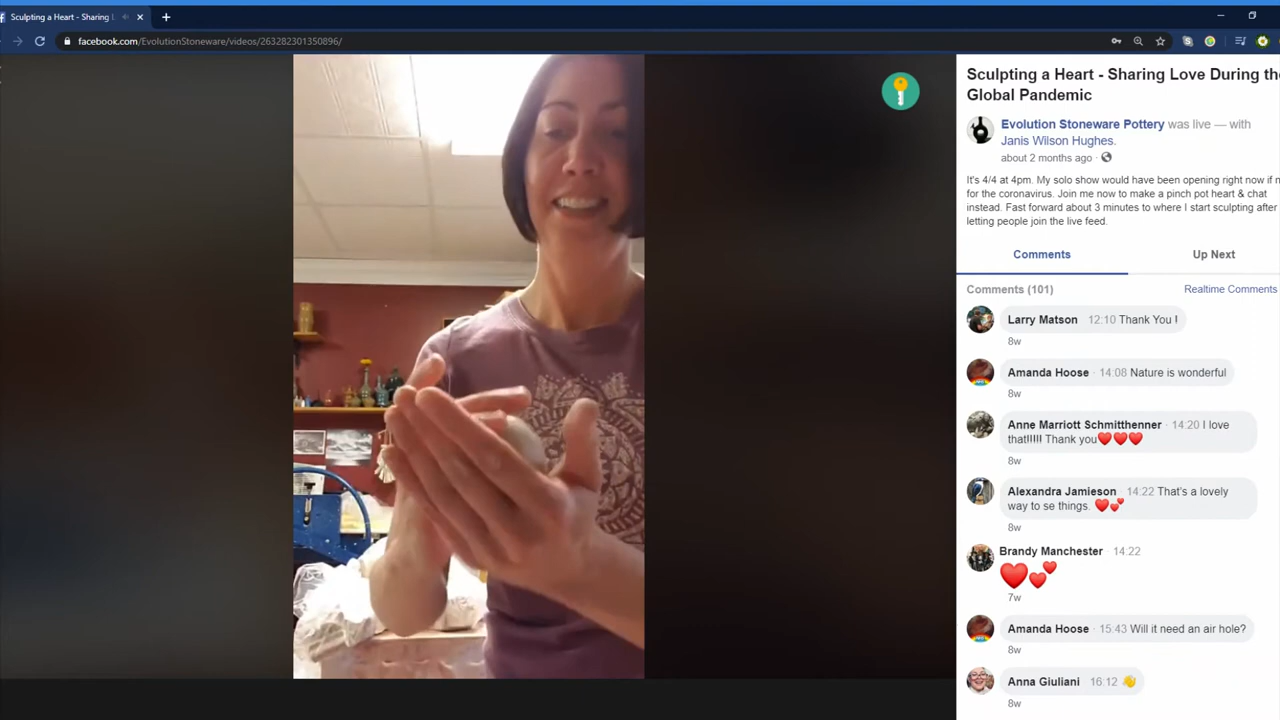 Sculpting a Heart - Sharing L
facebook.com/EvolutionStoneware/videos/263282301350896/
Sculpting a Heart - Sharing Love During the
Global Pandemic
Evolution Stoneware Pottery was live — with
Janis Wilson Hughes.
about 2 months ago ·
It's 4/4 at 4pm. My solo show would have been opening right now if n
for the coronavirus. Join me now to make a pinch pot heart & chat
instead. Fast forward about 3 minutes to where I start sculpting after
letting people join the live feed.
Comments
Up Next
Comments (101)
Realtime Comments
Larry Matson · 12:10 Thank You !
8w
Amanda Hoose · 14:08 Nature is wonderful
8w
Anne Marriott Schmitthenner · 14:20 I love
that!!!!! Thank you❤️❤️❤️
8w
Alexandra Jamieson · 14:22 That's a lovely
way to se things. 💕
8w
Brandy Manchester · 14:22
💕
7w
Amanda Hoose · 15:43 Will it need an air hole?
8w
Anna Giuliani · 16:12 👋
8w